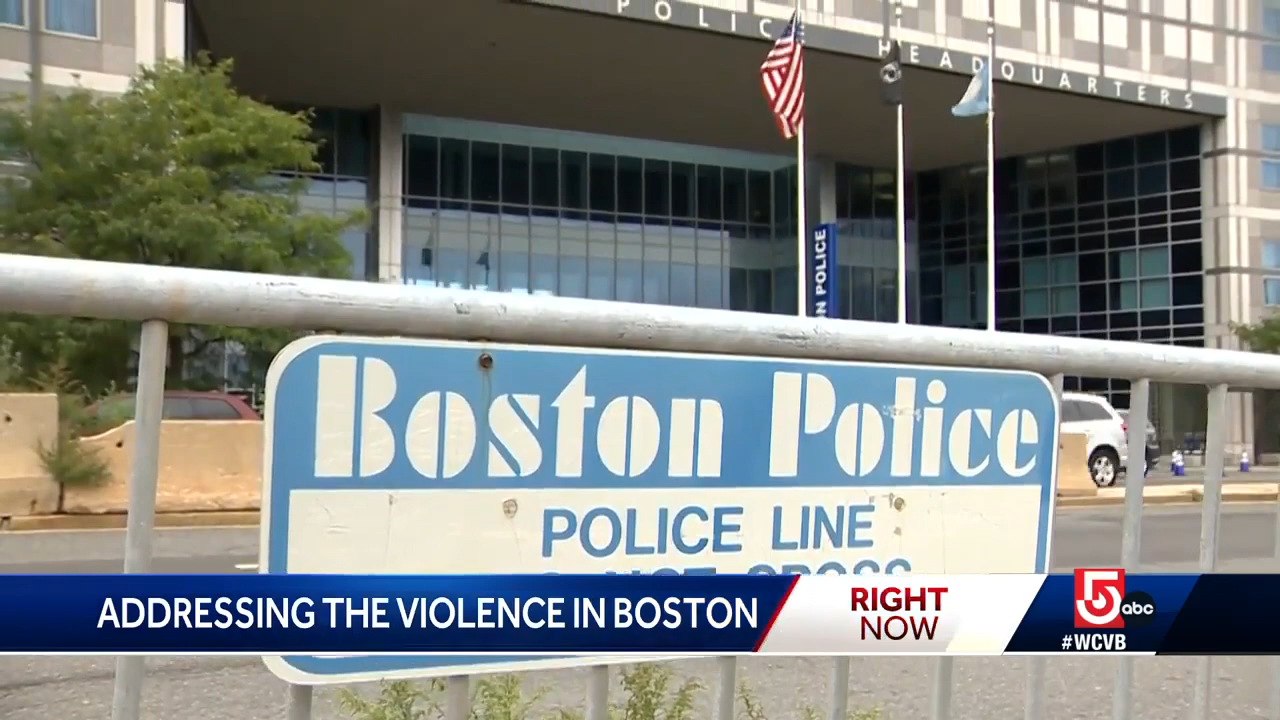 POLICE HEADQUARTERS
N POLICE
Boston Police
POLICE LINE
ADDRESSING THE VIOLENCE IN BOSTON
RIGHT
NOW
5
abc
#WCVB